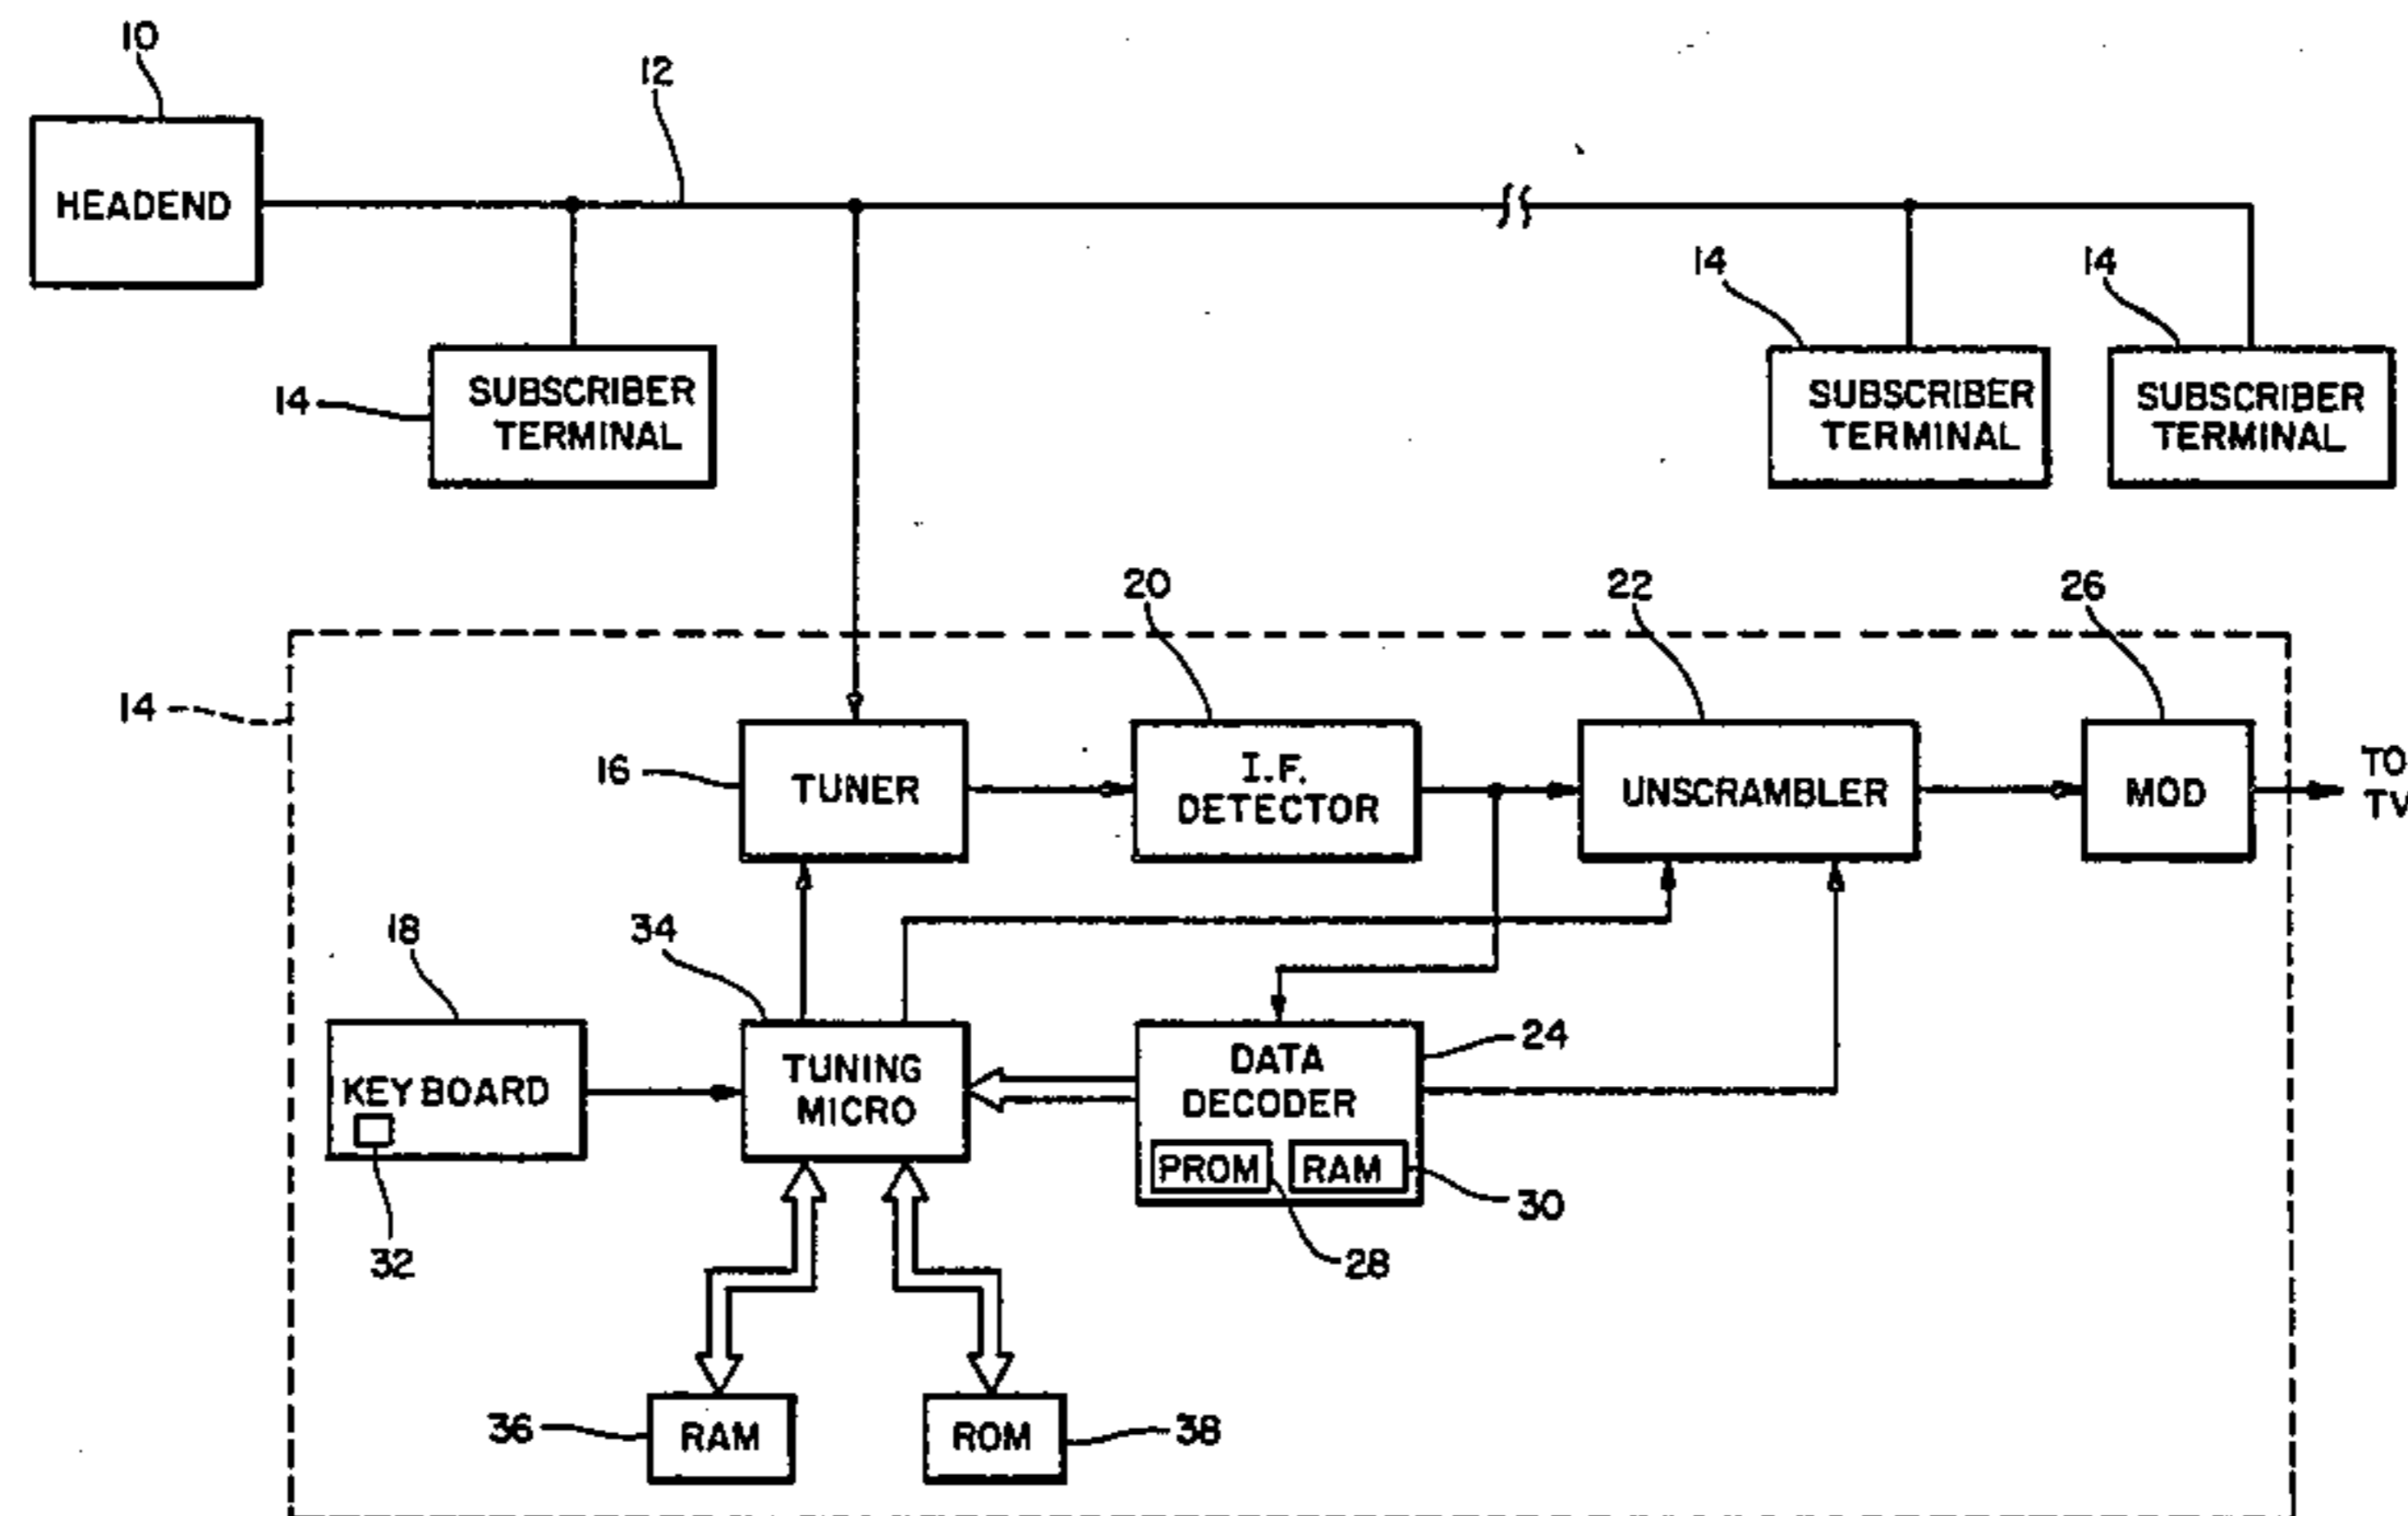 10
12
HEADEND
14
14
14
SUBSCRIBER
TERMINAL
SUBSCRIBER
TERMINAL
SUBSCRIBER
TERMINAL
20
22
26
14
16
TUNER
I.F.
DETECTOR
UNSCRAMBLER
MOD
TO
TV
18
34
24
KEYBOARD
32
TUNING
MICRO
DATA
DECODER
PROM
RAM
30
28
36
RAM
ROM
38